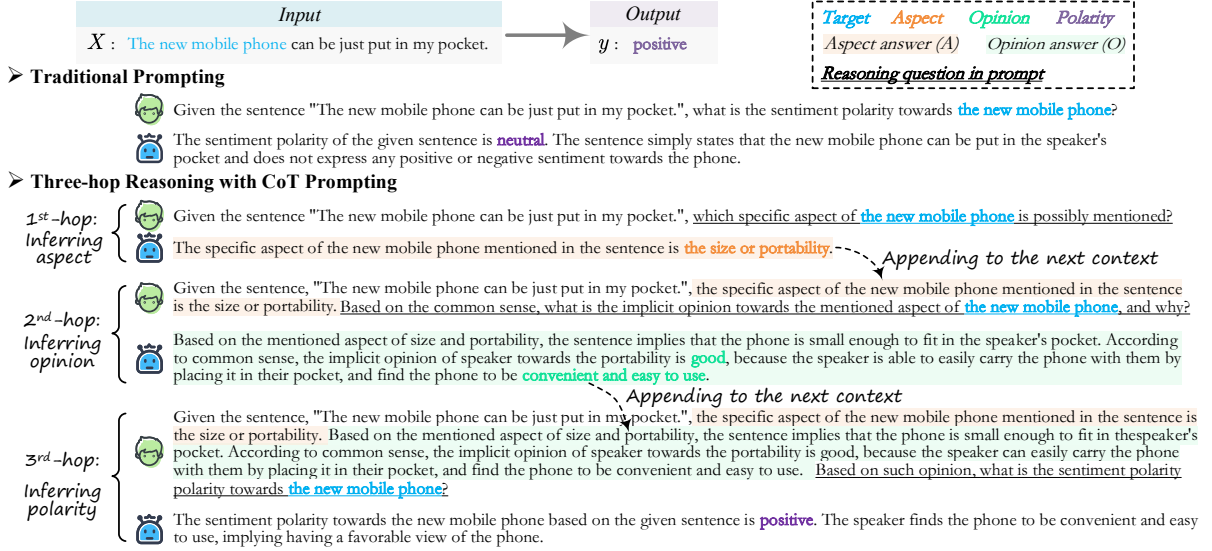 Input
Output
X : The new mobile phone can be just put in my pocket.
y : positive
Target Aspect Opinion Polarity
Aspect answer (A) Opinion answer (O)
Reasoning question in prompt
➢ Traditional Prompting
Given the sentence "The new mobile phone can be just put in my pocket.", what is the sentiment polarity towards the new mobile phone?
The sentiment polarity of the given sentence is neutral. The sentence simply states that the new mobile phone can be put in the speaker's
pocket and does not express any positive or negative sentiment towards the phone.
➢ Three-hop Reasoning with CoT Prompting
1st-hop:
Inferring
aspect
Given the sentence "The new mobile phone can be just put in my pocket.", which specific aspect of the new mobile phone is possibly mentioned?
The specific aspect of the new mobile phone mentioned in the sentence is the size or portability.
Appending to the next context
2nd-hop:
Inferring
opinion
Given the sentence, "The new mobile phone can be just put in my pocket.", the specific aspect of the new mobile phone mentioned in the sentence
is the size or portability. Based on the common sense, what is the implicit opinion towards the mentioned aspect of the new mobile phone, and why?
Based on the mentioned aspect of size and portability, the sentence implies that the phone is small enough to fit in the speaker's pocket. According
to common sense, the implicit opinion of speaker towards the portability is good, because the speaker is able to easily carry the phone with them by
placing it in their pocket, and find the phone to be convenient and easy to use.
Appending to the next context
3rd-hop:
Inferring
polarity
Given the sentence, "The new mobile phone can be just put in my pocket.", the specific aspect of the new mobile phone mentioned in the sentence is
the size or portability. Based on the mentioned aspect of size and portability, the sentence implies that the phone is small enough to fit in thespeaker's
pocket. According to common sense, the implicit opinion of speaker towards the portability is good, because the speaker can easily carry the phone
with them by placing it in their pocket, and find the phone to be convenient and easy to use. Based on such opinion, what is the sentiment polarity
polarity towards the new mobile phone?
The sentiment polarity towards the new mobile phone based on the given sentence is positive. The speaker finds the phone to be convenient and easy
to use, implying having a favorable view of the phone.